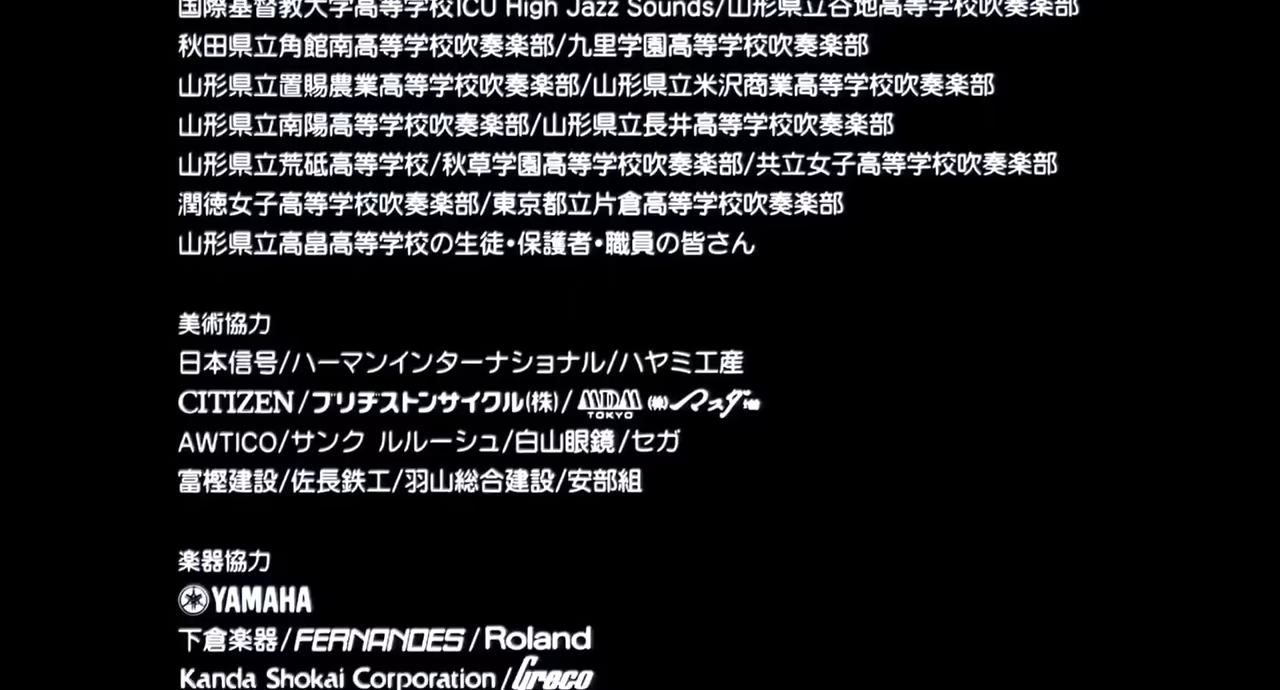 国際基督教大学高等学校ICU High Jazz Sounds/山形県立谷地高等学校吹奏楽部
秋田県立角館南高等学校吹奏楽部/九里学園高等学校吹奏楽部
山形県立置賜農業高等学校吹奏楽部/山形県立米沢商業高等学校吹奏楽部
山形県立南陽高等学校吹奏楽部/山形県立長井高等学校吹奏楽部
山形県立荒砥高等学校/秋草学園高等学校吹奏楽部/共立女子高等学校吹奏楽部
潤徳女子高等学校吹奏楽部/東京都立片倉高等学校吹奏楽部
山形県立高畠高等学校の生徒・保護者・職員の皆さん
美術協力
日本信号/ハーマンインターナショナル/ハヤミ工産
CITIZEN/ブリヂストンサイクル(株)/MDM TOKYO (株)マスダ
AWTICO/サンク ルルーシュ/白山眼鏡/セガ
富樫建設/佐長鉄工/羽山総合建設/安部組
楽器協力
YAMAHA
下倉楽器/FERNANDES/Roland
Kanda Shokai Corporation/Greco